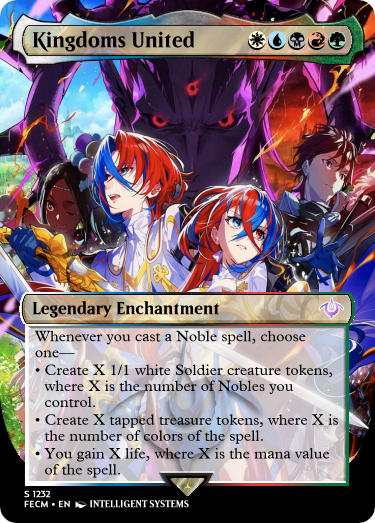 Kingdoms United
Legendary Enchantment
Whenever you cast a Noble spell, choose
one—
• Create X 1/1 white Soldier creature tokens,
where X is the number of Nobles you
control.
• Create X tapped treasure tokens, where X is
the number of colors of the spell.
• You gain X life, where X is the mana value
of the spell.
S 1232
FECM • EN INTELLIGENT SYSTEMS